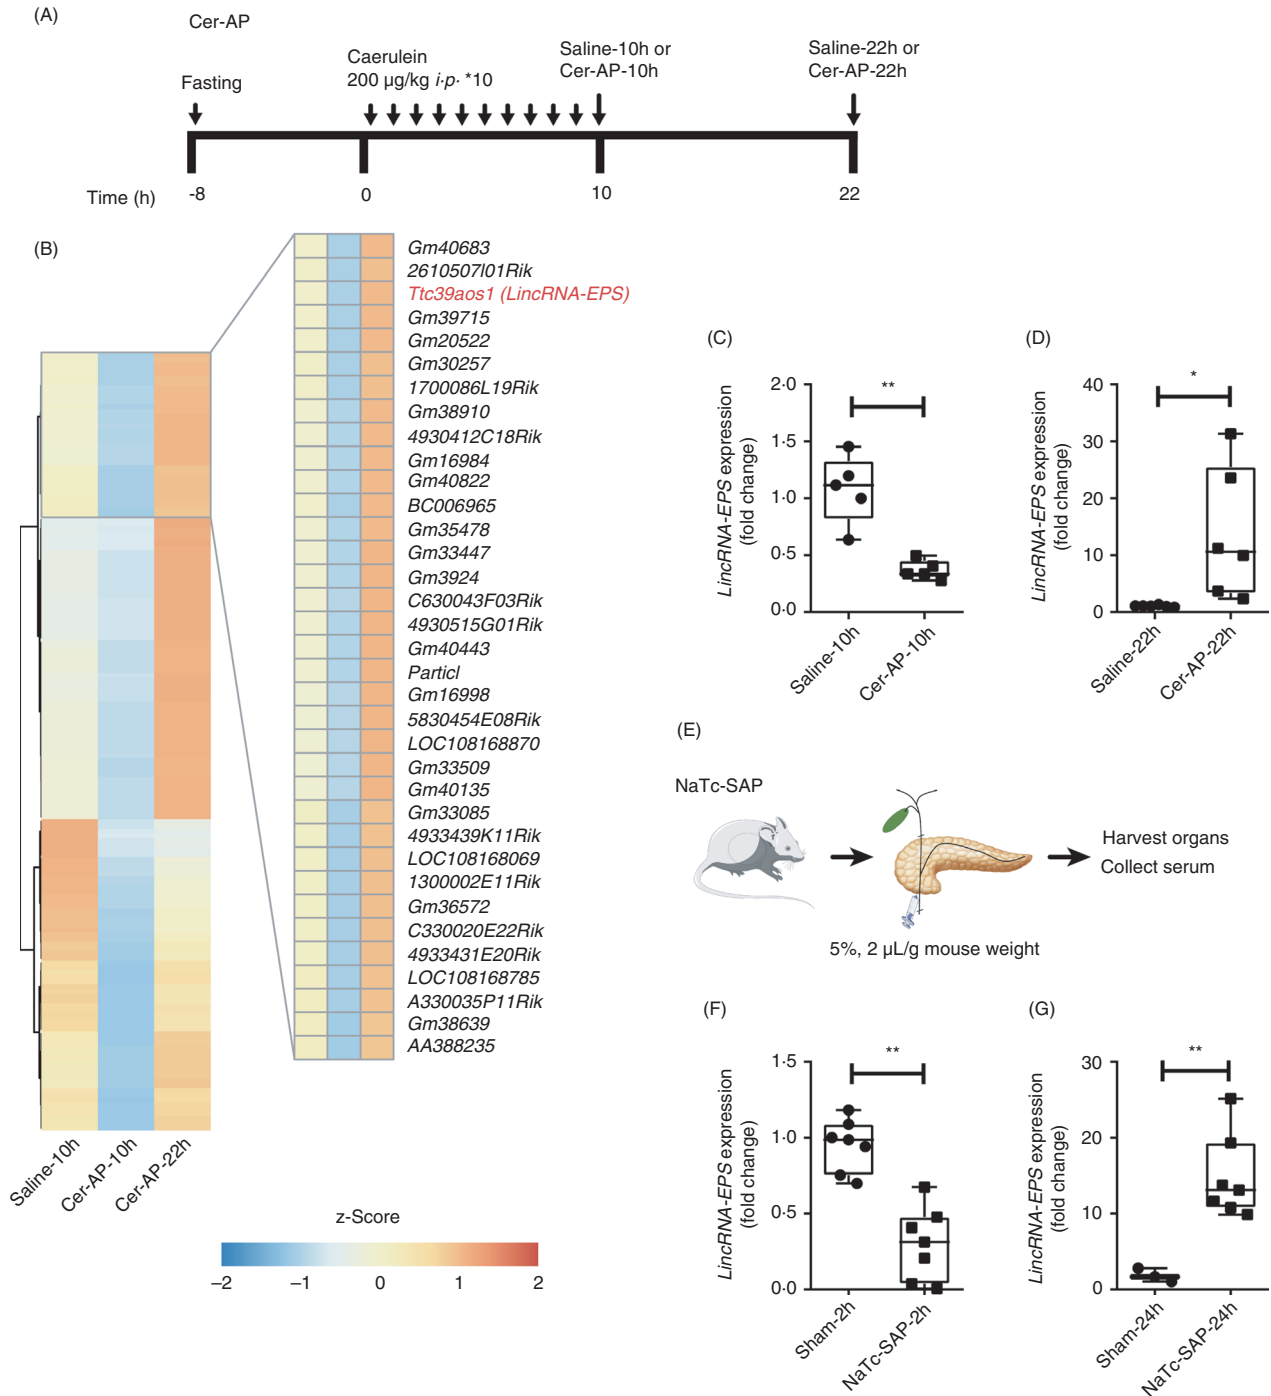 (A)
Cer-AP
Fasting
Caerulein
200 µg/kg i·p· *10
Saline-10h or
Cer-AP-10h
Saline-22h or
Cer-AP-22h
Time (h)
-8
0
10
22
(B)
Gm40683
2610507I01Rik
Ttc39aos1 (LincRNA-EPS)
Gm39715
Gm20522
Gm30257
1700086L19Rik
Gm38910
4930412C18Rik
Gm16984
Gm40822
BC006965
Gm35478
Gm33447
Gm3924
C630043F03Rik
4930515G01Rik
Gm40443
Particl
Gm16998
5830454E08Rik
LOC108168870
Gm33509
Gm40135
Gm33085
4933439K11Rik
LOC108168069
1300002E11Rik
Gm36572
C330020E22Rik
4933431E20Rik
LOC108168785
A330035P11Rik
Gm38639
AA388235
Saline-10h
Cer-AP-10h
Cer-AP-22h
z-Score
−2
−1
0
1
2
(C)
LincRNA-EPS expression
(fold change)
2·0
1·5
1·0
0·5
0·0
**
Saline-10h
Cer-AP-10h
(D)
LincRNA-EPS expression
(fold change)
40
30
20
10
0
*
Saline-22h
Cer-AP-22h
(E)
NaTc-SAP
Harvest organs
Collect serum
5%, 2 µL/g mouse weight
(F)
LincRNA-EPS expression
(fold change)
1·5
1·0
0·5
0·0
**
Sham-2h
NaTc-SAP-2h
(G)
LincRNA-EPS expression
(fold change)
30
20
10
0
**
Sham-24h
NaTc-SAP-24h